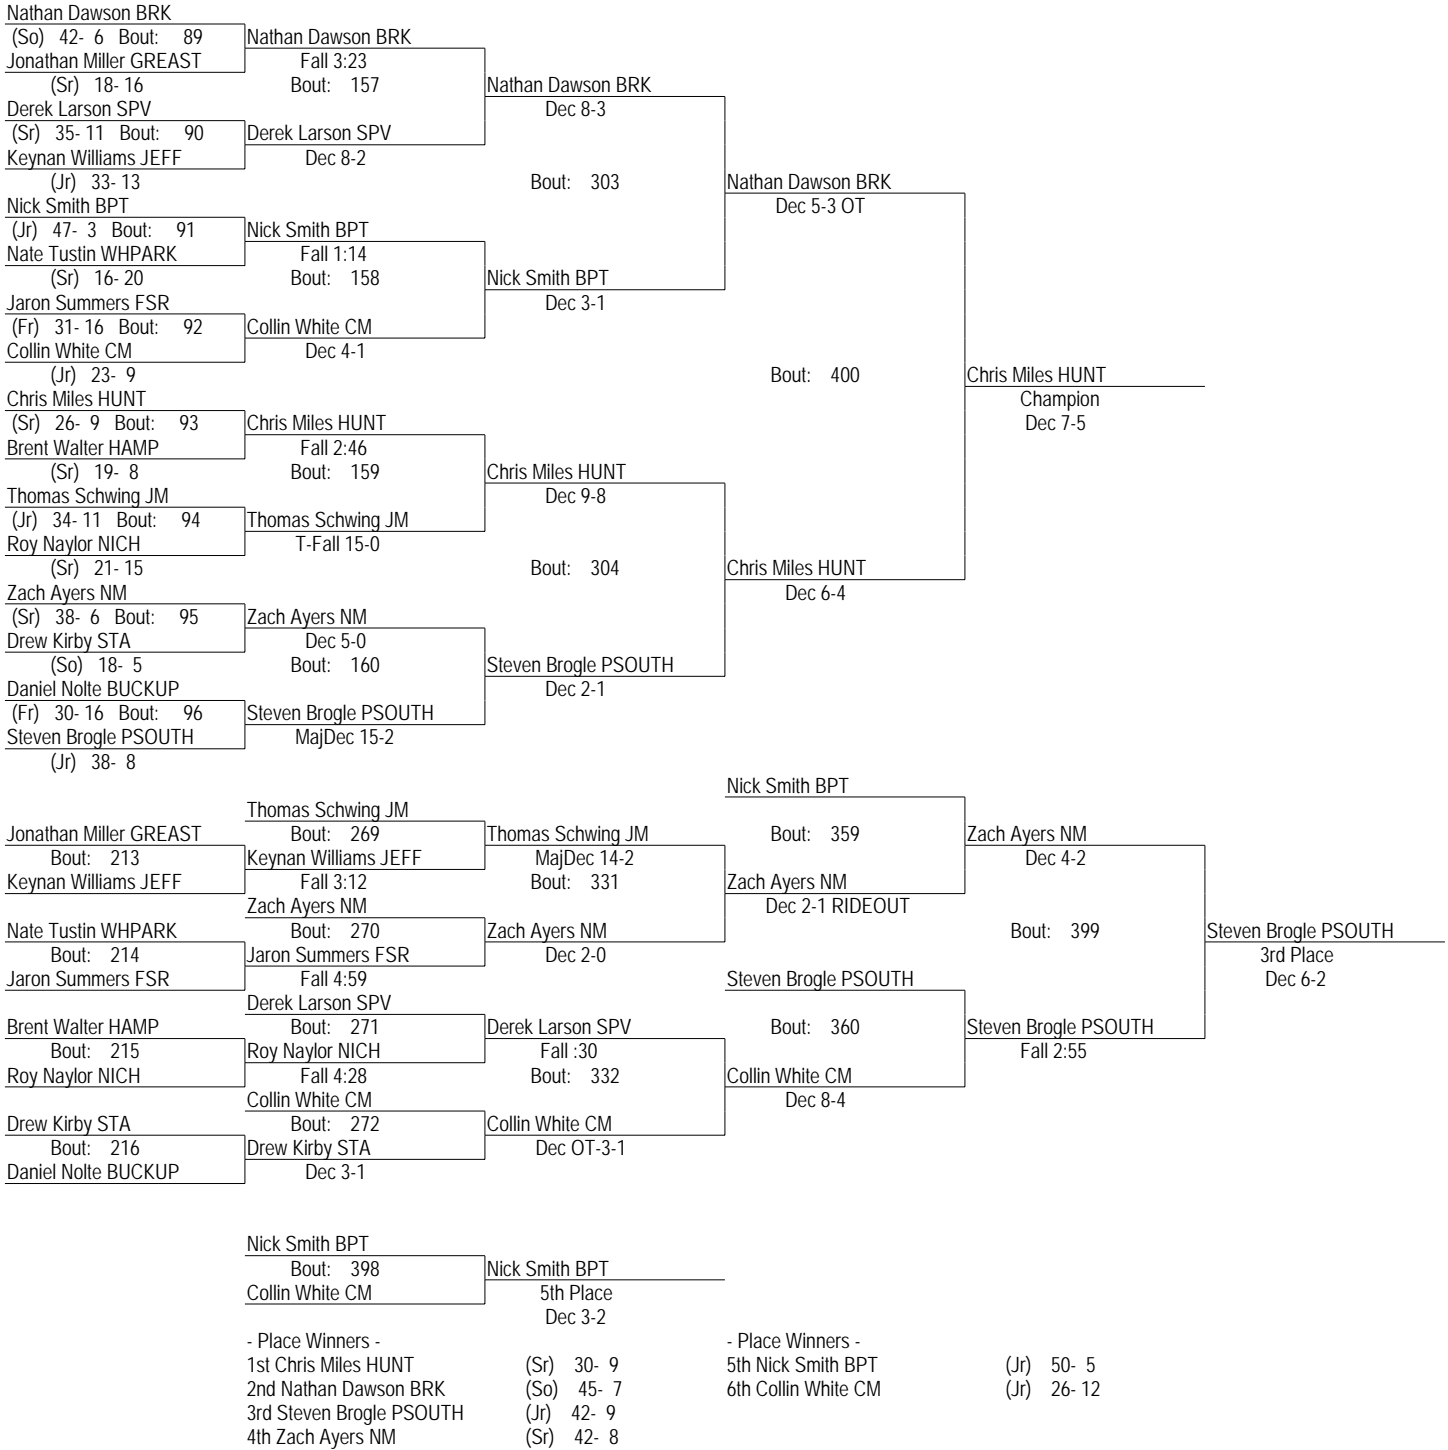 Nathan Dawson BRK
(So) 42- 6 Bout: 89 Nathan Dawson BRK
Jonathan Miller GREAST Fall 3:23
(Sr) 18- 16 Bout: 157 Nathan Dawson BRK
Derek Larson SPV Dec 8-3
(Sr) 35- 11 Bout: 90 Derek Larson SPV
Keynan Williams JEFF Dec 8-2
(Jr) 33- 13 Bout: 303 Nathan Dawson BRK
Nick Smith BPT Dec 5-3 OT
(Jr) 47- 3 Bout: 91 Nick Smith BPT
Nate Tustin WHPARK Fall 1:14
(Sr) 16- 20 Bout: 158 Nick Smith BPT
Jaron Summers FSR Dec 3-1
(Fr) 31- 16 Bout: 92 Collin White CM
Collin White CM Dec 4-1
(Jr) 23- 9 Bout: 400 Chris Miles HUNT
Chris Miles HUNT Champion
(Sr) 26- 9 Bout: 93 Chris Miles HUNT Dec 7-5
Brent Walter HAMP Fall 2:46
(Sr) 19- 8 Bout: 159 Chris Miles HUNT
Thomas Schwing JM Dec 9-8
(Jr) 34- 11 Bout: 94 Thomas Schwing JM
Roy Naylor NICH T-Fall 15-0
(Sr) 21- 15 Bout: 304 Chris Miles HUNT
Zach Ayers NM Dec 6-4
(Sr) 38- 6 Bout: 95 Zach Ayers NM
Drew Kirby STA Dec 5-0
(So) 18- 5 Bout: 160 Steven Brogle PSOUTH
Daniel Nolte BUCKUP Dec 2-1
(Fr) 30- 16 Bout: 96 Steven Brogle PSOUTH
Steven Brogle PSOUTH MajDec 15-2
(Jr) 38- 8
Nick Smith BPT
Thomas Schwing JM
Jonathan Miller GREAST Bout: 269 Thomas Schwing JM Bout: 359 Zach Ayers NM
Bout: 213 Keynan Williams JEFF MajDec 14-2 Dec 4-2
Keynan Williams JEFF Fall 3:12 Bout: 331 Zach Ayers NM
Zach Ayers NM Dec 2-1 RIDEOUT
Nate Tustin WHPARK Bout: 270 Zach Ayers NM Bout: 399 Steven Brogle PSOUTH
Bout: 214 Jaron Summers FSR Dec 2-0 3rd Place
Jaron Summers FSR Fall 4:59 Steven Brogle PSOUTH Dec 6-2
Derek Larson SPV
Brent Walter HAMP Bout: 271 Derek Larson SPV Bout: 360 Steven Brogle PSOUTH
Bout: 215 Roy Naylor NICH Fall :30 Fall 2:55
Roy Naylor NICH Fall 4:28 Bout: 332 Collin White CM
Collin White CM Dec 8-4
Drew Kirby STA Bout: 272 Collin White CM
Bout: 216 Drew Kirby STA Dec OT-3-1
Daniel Nolte BUCKUP Dec 3-1
Nick Smith BPT
Bout: 398 Nick Smith BPT
Collin White CM 5th Place
Dec 3-2
- Place Winners - - Place Winners -
1st Chris Miles HUNT (Sr) 30- 9 5th Nick Smith BPT (Jr) 50- 5
2nd Nathan Dawson BRK (So) 45- 7 6th Collin White CM (Jr) 26- 12
3rd Steven Brogle PSOUTH (Jr) 42- 9
4th Zach Ayers NM (Sr) 42- 8